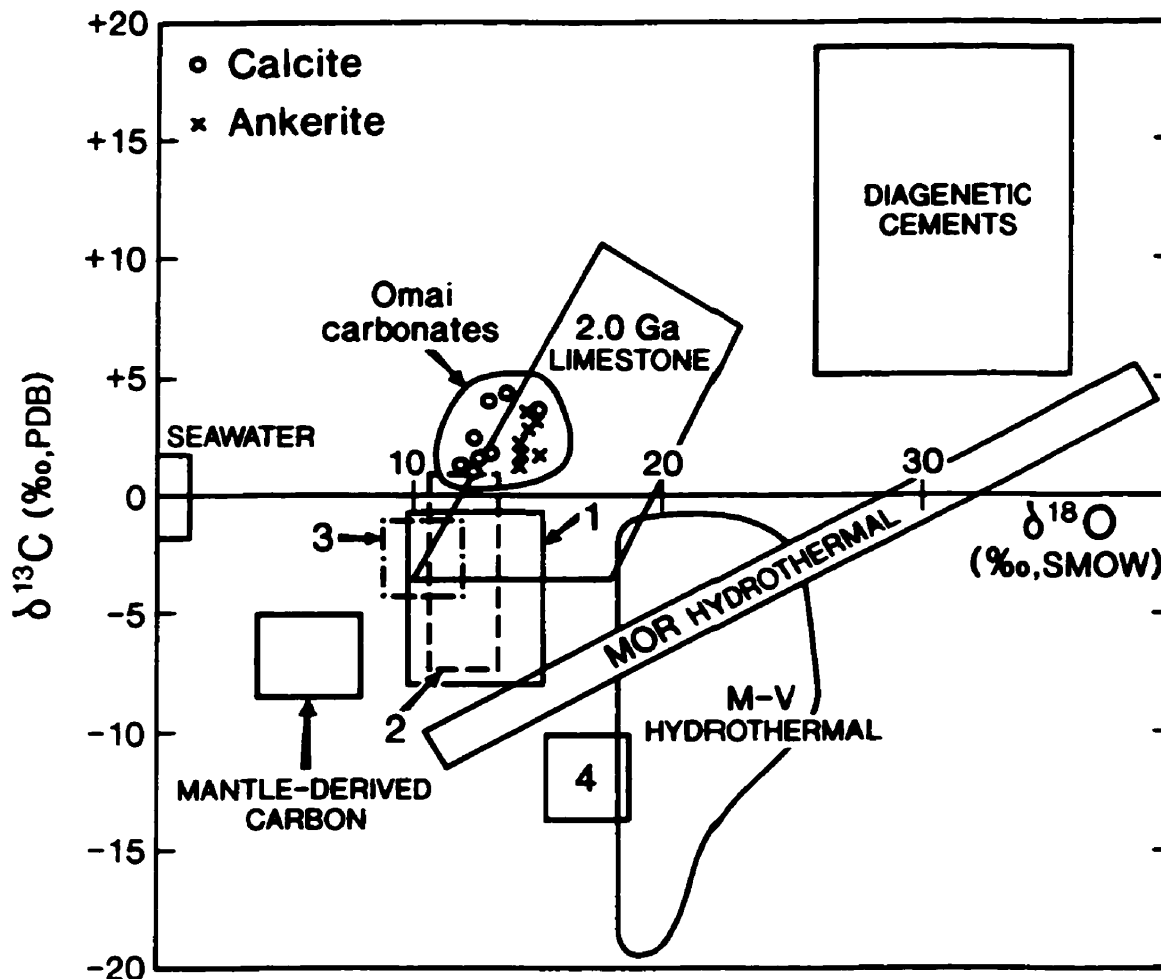 +20
o Calcite
x Ankerite
+15
DIAGENETIC
CEMENTS
+10
Omai
carbonates
2.0 Ga
LIMESTONE
+5
SEAWATER
10
20
30
0
δ¹³C (‰,PDB)
δ¹⁸O
(‰,SMOW)
1
3
MOR HYDROTHERMAL
-5
2
M-V
HYDROTHERMAL
-10
4
MANTLE-DERIVED
CARBON
-15
-20